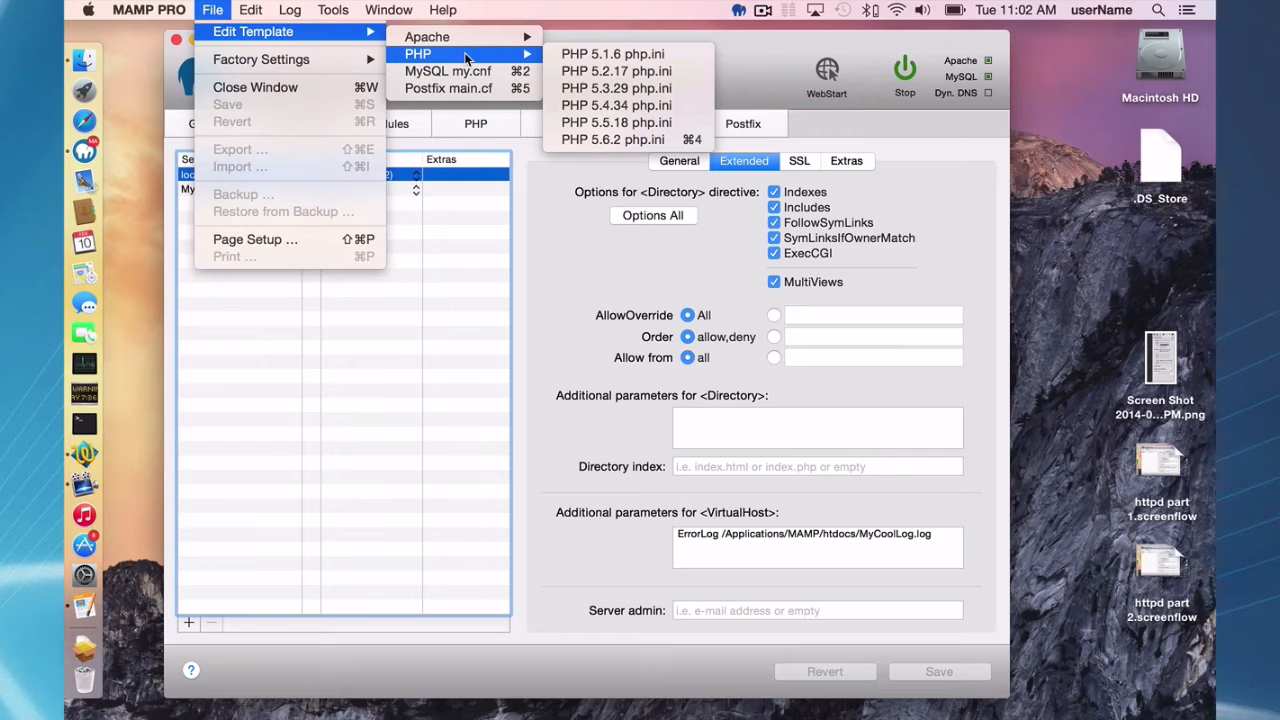 MAMP PRO File Edit Log Tools Window Help Tue 11:02 AM userName
Edit Template
Factory Settings
Close Window ⌘W
Save ⌘S
Revert ⌘R
Export ... ⇧⌘E
Import ... ⇧⌘I
Backup ...
Restore from Backup ...
Page Setup ... ⇧⌘P
Print ... ⌘P
Apache
PHP
MySQL my.cnf ⌘2
Postfix main.cf ⌘5
PHP 5.1.6 php.ini
PHP 5.2.17 php.ini
PHP 5.3.29 php.ini
PHP 5.4.34 php.ini
PHP 5.5.18 php.ini
PHP 5.6.2 php.ini ⌘4
WebStart
Stop
Apache
MySQL
Dyn. DNS
PHP
Postfix
Extras
General Extended SSL Extras
Options for <Directory> directive:
Options All
Indexes
Includes
FollowSymLinks
SymLinksIfOwnerMatch
ExecCGI
MultiViews
AllowOverride All
Order allow,deny
Allow from all
Additional parameters for <Directory>:
Directory index: i.e. index.html or index.php or empty
Additional parameters for <VirtualHost>:
ErrorLog /Applications/MAMP/htdocs/MyCoolLog.log
Server admin: i.e. e-mail address or empty
+ −
?
Revert
Save
Macintosh HD
.DS_Store
Screen Shot
2014-0...PM.png
httpd part
1.screenflow
httpd part
2.screenflow
10